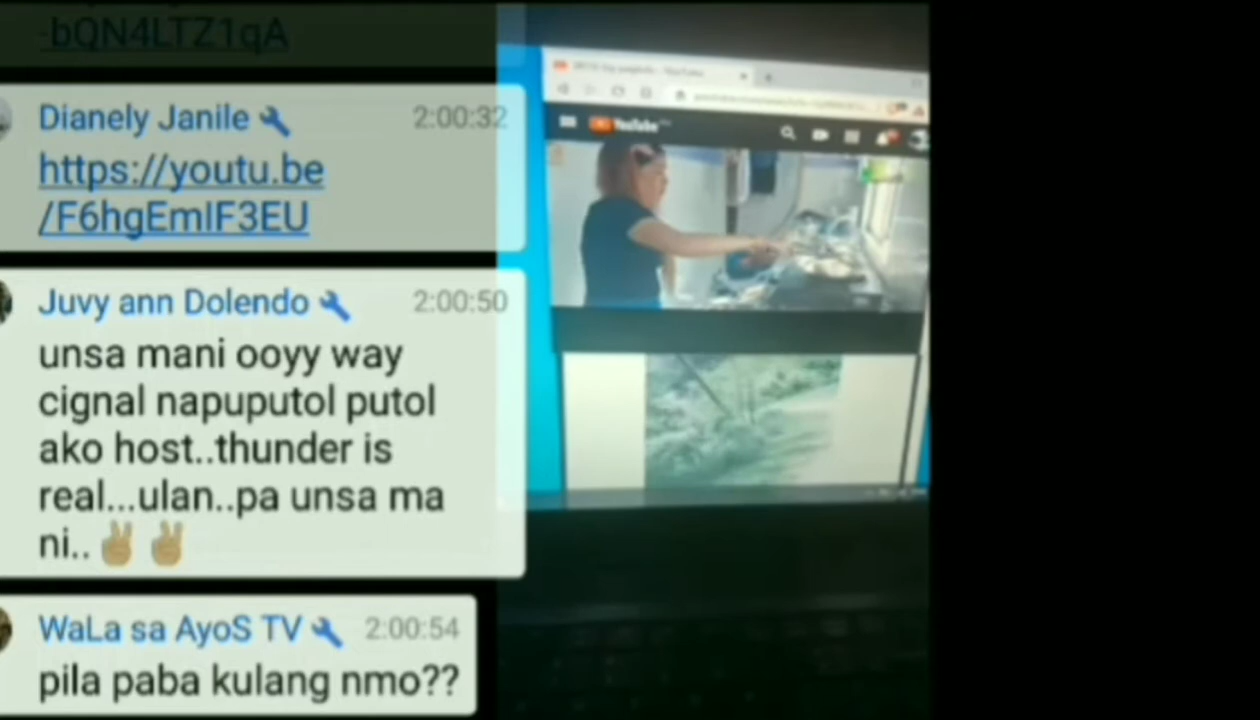 -bQN4LTZ1qA
Dianely Janile 2:00:32
https://youtu.be
/F6hgEmIF3EU
Juvy ann Dolendo 2:00:50
unsa mani ooyy way
cignal napuputol putol
ako host..thunder is
real...ulan..pa unsa ma
ni..✌🏽✌🏽
WaLa sa AyoS TV 2:00:54
pila paba kulang nmo??
YouTube